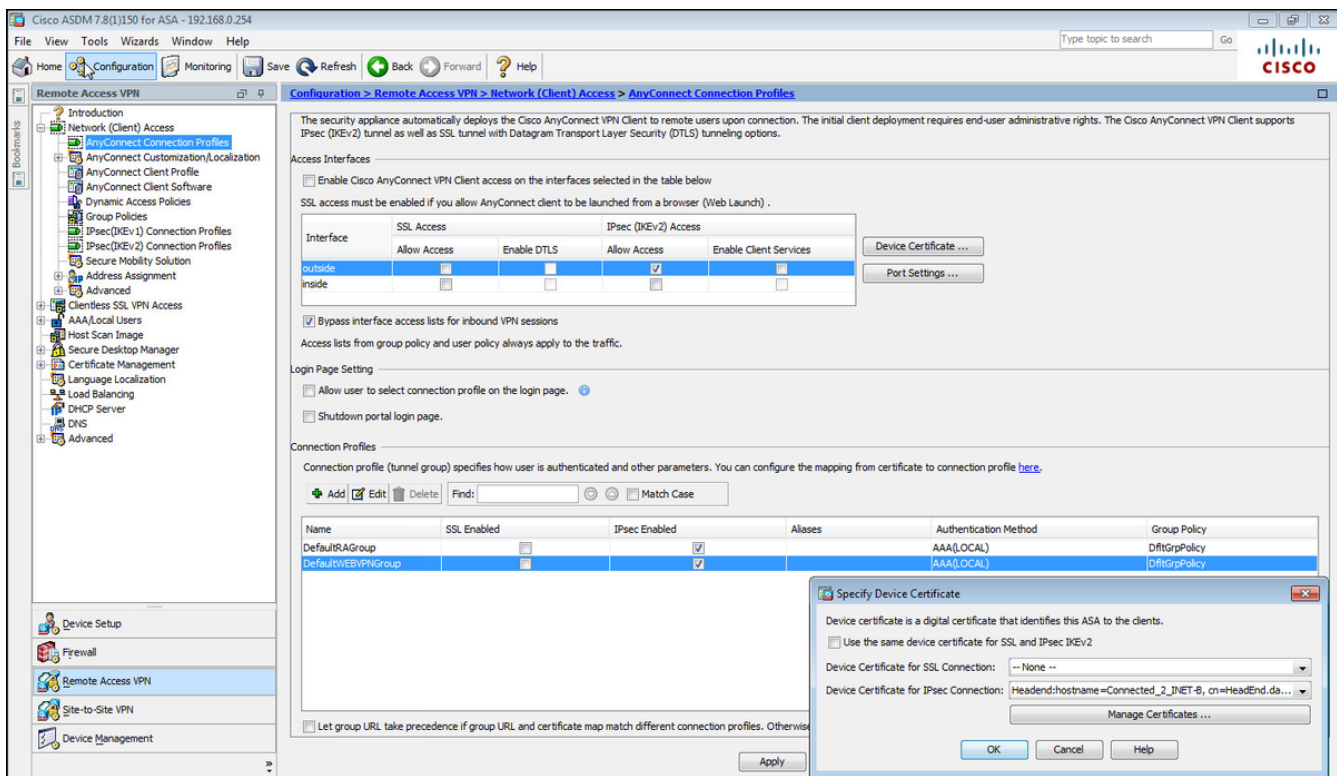 Cisco ASDM 7.8(1)150 for ASA - 192.168.0.254
File View Tools Wizards Window Help
Type topic to search Go
Home Configuration Monitoring Save Refresh Back Forward Help
CISCO
Bookmarks
Remote Access VPN
Introduction
Network (Client) Access
AnyConnect Connection Profiles
AnyConnect Customization/Localization
AnyConnect Client Profile
AnyConnect Client Software
Dynamic Access Policies
Group Policies
IPsec(IKEv1) Connection Profiles
IPsec(IKEv2) Connection Profiles
Secure Mobility Solution
Address Assignment
Advanced
Clientless SSL VPN Access
AAA/Local Users
Host Scan Image
Secure Desktop Manager
Certificate Management
Language Localization
Load Balancing
DHCP Server
DNS
Advanced
Device Setup
Firewall
Remote Access VPN
Site-to-Site VPN
Device Management
Configuration > Remote Access VPN > Network (Client) Access > AnyConnect Connection Profiles
The security appliance automatically deploys the Cisco AnyConnect VPN Client to remote users upon connection. The initial client deployment requires end-user administrative rights. The Cisco AnyConnect VPN Client supports
IPsec (IKEv2) tunnel as well as SSL tunnel with Datagram Transport Layer Security (DTLS) tunneling options.
Access Interfaces
Enable Cisco AnyConnect VPN Client access on the interfaces selected in the table below
SSL access must be enabled if you allow AnyConnect client to be launched from a browser (Web Launch) .
Interface SSL Access IPsec (IKEv2) Access
Allow Access Enable DTLS Allow Access Enable Client Services
outside
inside
Device Certificate ...
Port Settings ...
Bypass interface access lists for inbound VPN sessions
Access lists from group policy and user policy always apply to the traffic.
Login Page Setting
Allow user to select connection profile on the login page.
Shutdown portal login page.
Connection Profiles
Connection profile (tunnel group) specifies how user is authenticated and other parameters. You can configure the mapping from certificate to connection profile here.
Add Edit Delete Find: Match Case
Name SSL Enabled IPsec Enabled Aliases Authentication Method Group Policy
DefaultRAGroup AAA(LOCAL) DfltGrpPolicy
DefaultWEBVPNGroup AAA(LOCAL) DfltGrpPolicy
Let group URL take precedence if group URL and certificate map match different connection profiles. Otherwise
Apply
Specify Device Certificate
Device certificate is a digital certificate that identifies this ASA to the clients.
Use the same device certificate for SSL and IPsec IKEv2
Device Certificate for SSL Connection: -- None --
Device Certificate for IPsec Connection: Headend:hostname=Connected_2_INET-B, cn=HeadEnd.da...
Manage Certificates ...
OK Cancel Help